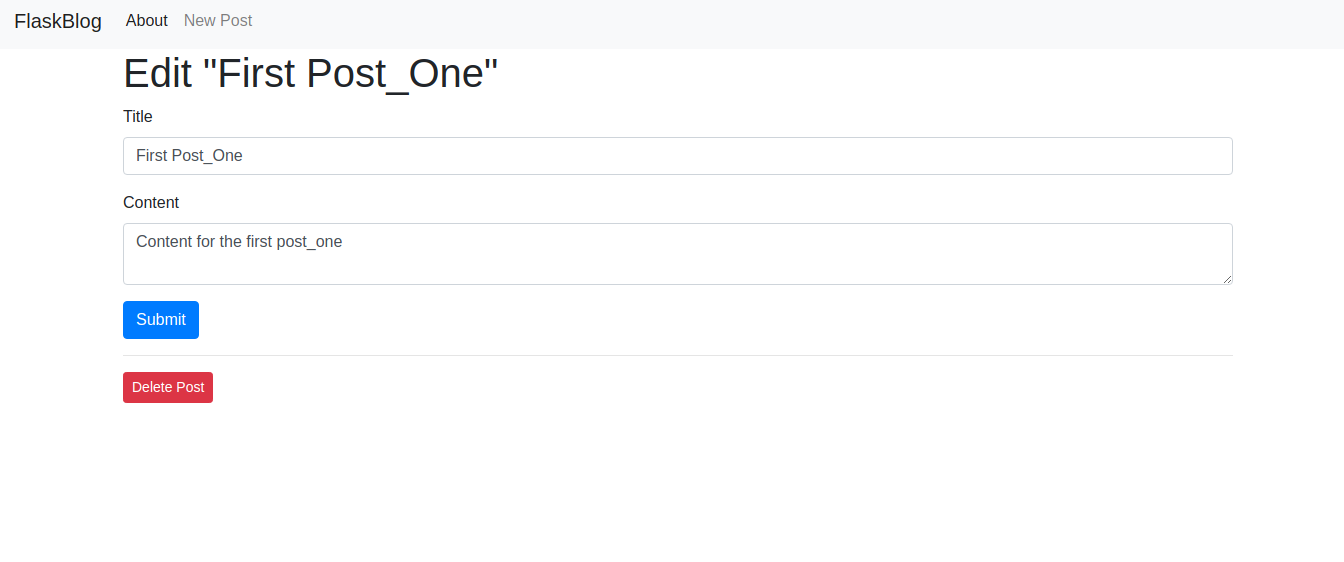 FlaskBlog About New Post
Edit "First Post_One"
Title
First Post_One
Content
Content for the first post_one
Submit
Delete Post